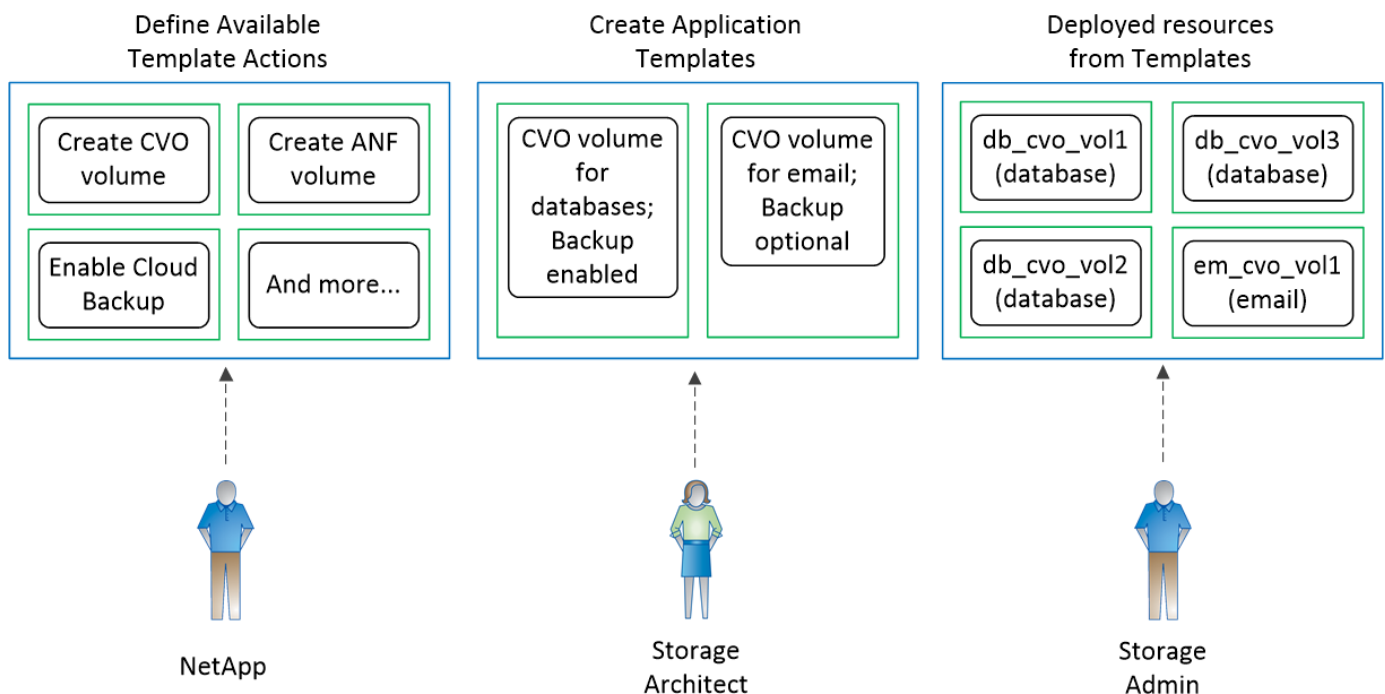 Define Available
Template Actions
Create CVO
volume
Create ANF
volume
Enable Cloud
Backup
And more...
NetApp
Create Application
Templates
CVO volume
for
databases;
Backup
enabled
CVO volume
for email;
Backup
optional
Storage
Architect
Deployed resources
from Templates
db_cvo_vol1
(database)
db_cvo_vol3
(database)
db_cvo_vol2
(database)
em_cvo_vol1
(email)
Storage
Admin